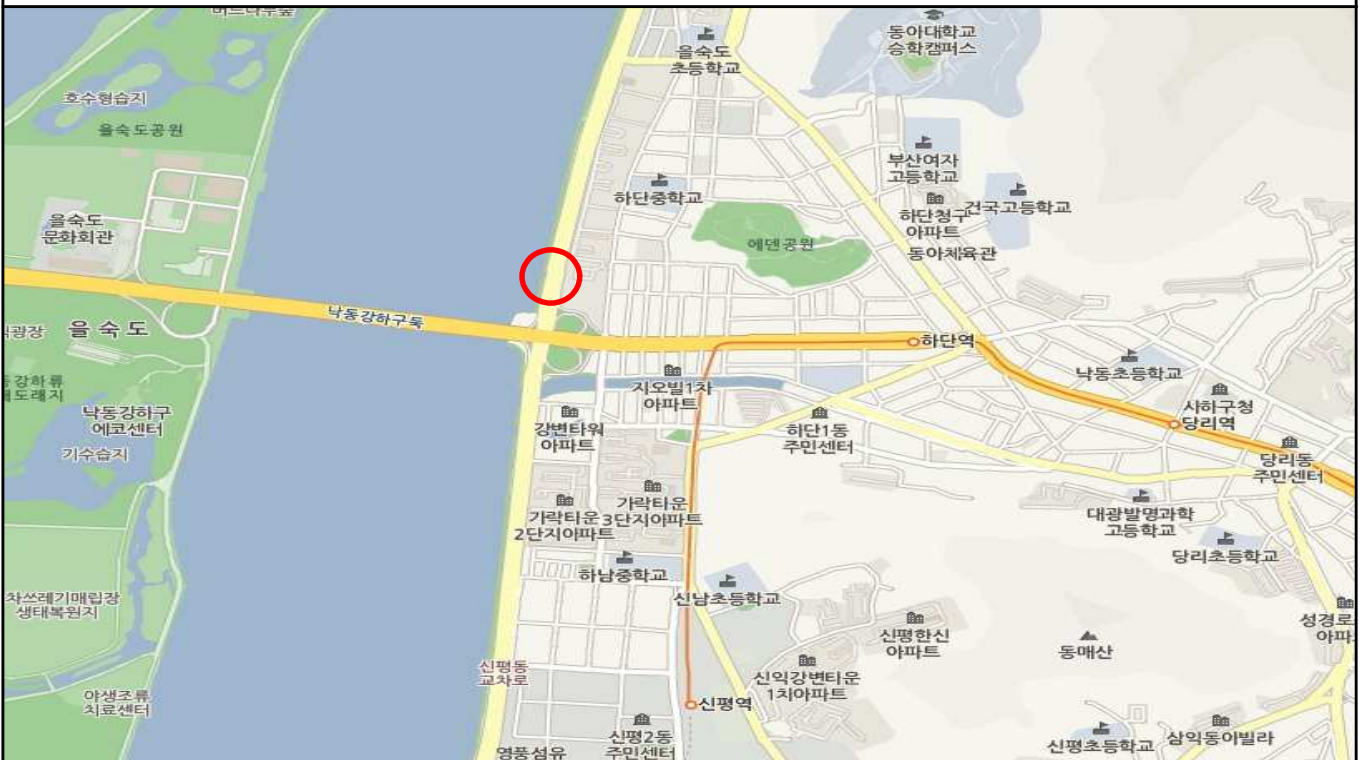 을숙도
초등학교
동아대학교
승학캠퍼스
호수형습지
을숙도공원
부산여자
고등학교
하단중학교
하단청구
아파트
건국고등학교
을숙도
문화회관
에덴공원
동아체육관
낙동강하구둑
을숙도
하단역
낙동초등학교
지오빌1차
아파트
사하구청
당리역
낙동강하구
에코센터
강변타워
아파트
하단1동
주민센터
기수습지
당리동
주민센터
가락타운
2단지아파트
가락타운
3단지아파트
대광발명과학
고등학교
당리초등학교
하남중학교
신남초등학교
차쓰레기매립장
생태복원지
신평한신
아파트
성경로
아파
동매산
신평동
교차로
신익강변타운
1차아파트
야생조류
치료센터
신평역
신평2동
주민센터
영풍섬유
신평초등학교
삼익동이빌라